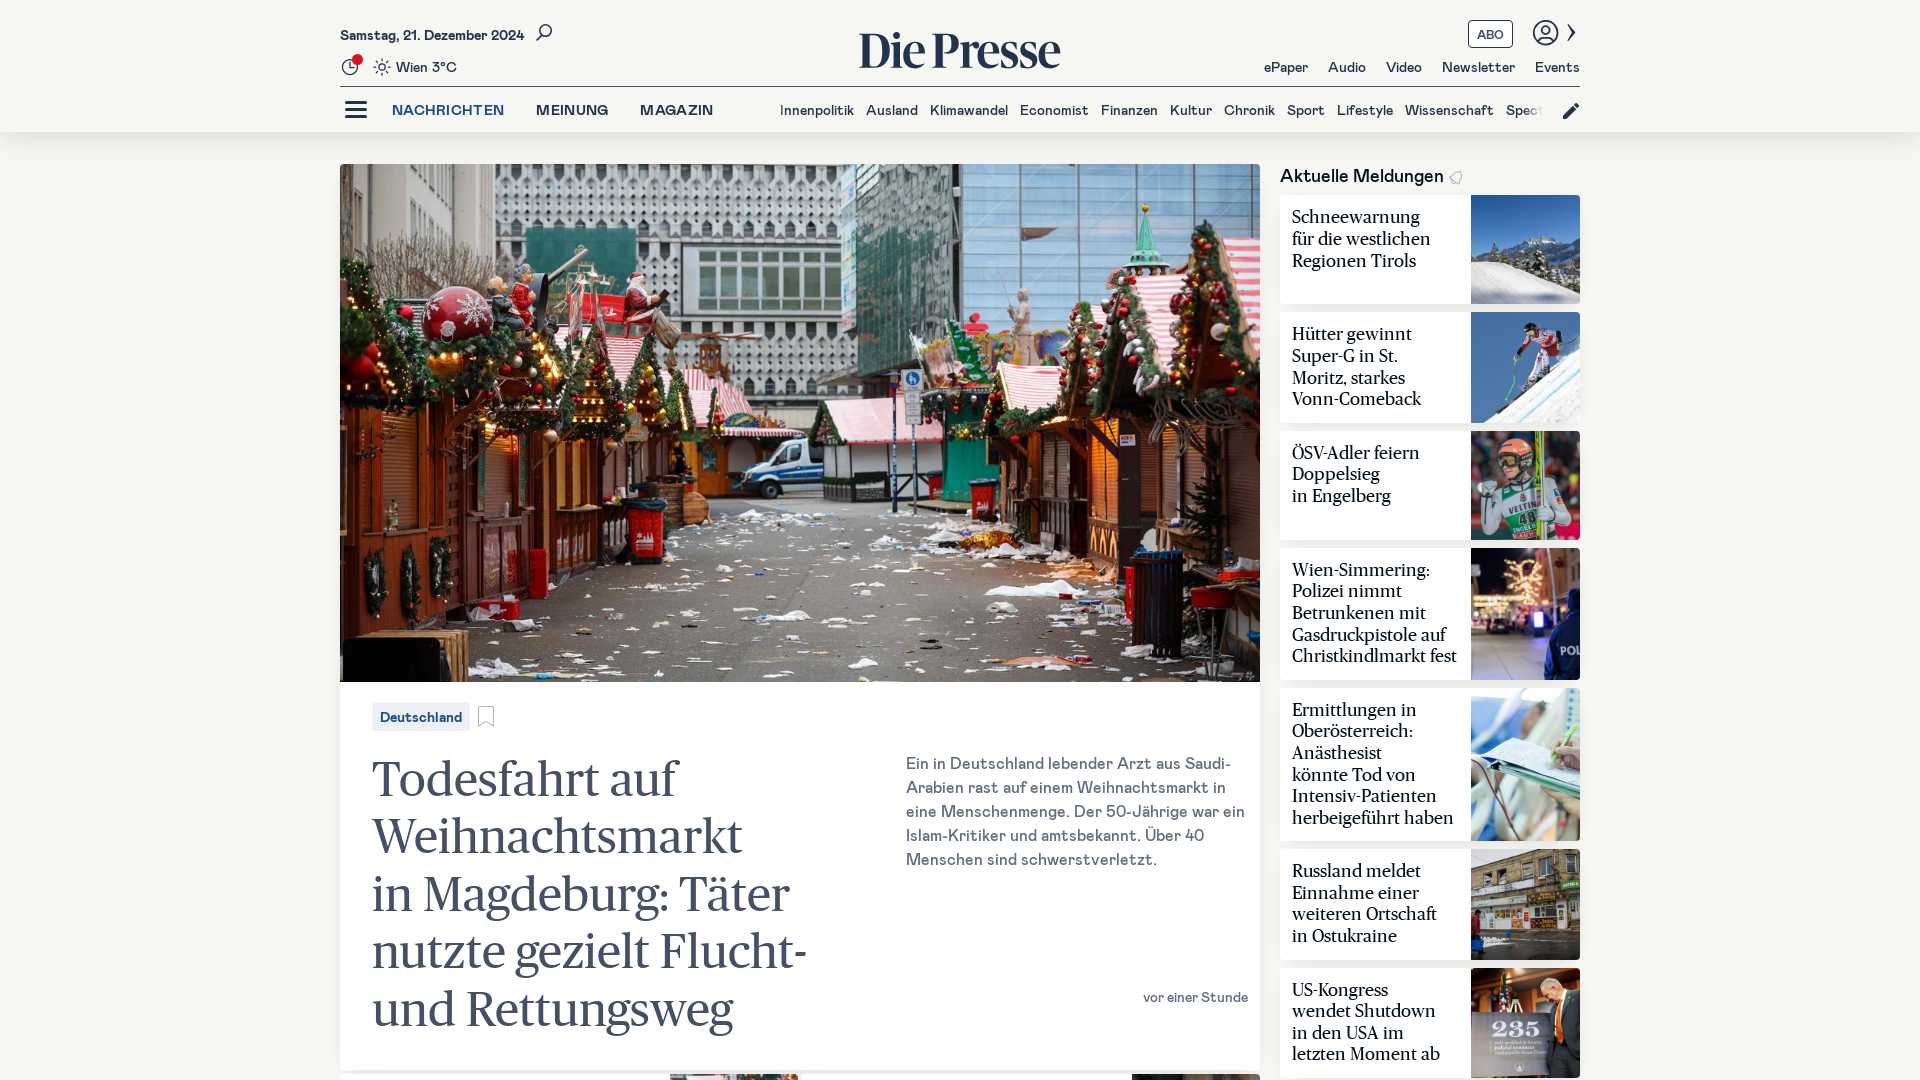 Samstag, 21. Dezember 2024
Wien 3°C
Die Presse
ABO
ePaper Audio Video Newsletter Events
NACHRICHTEN MEINUNG MAGAZIN
Innenpolitik Ausland Klimawandel Economist Finanzen Kultur Chronik Sport Lifestyle Wissenschaft Spect
Deutschland
Todesfahrt auf
Weihnachtsmarkt
in Magdeburg: Täter
nutzte gezielt Flucht-
und Rettungsweg
Ein in Deutschland lebender Arzt aus Saudi-
Arabien rast auf einem Weihnachtsmarkt in
eine Menschenmenge. Der 50-Jährige war ein
Islam-Kritiker und amtsbekannt. Über 40
Menschen sind schwerstverletzt.
vor einer Stunde
Aktuelle Meldungen
Schneewarnung
für die westlichen
Regionen Tirols
Hütter gewinnt
Super-G in St.
Moritz, starkes
Vonn-Comeback
ÖSV-Adler feiern
Doppelsieg
in Engelberg
VELTINS
48
Wien-Simmering:
Polizei nimmt
Betrunkenen mit
Gasdruckpistole auf
Christkindlmarkt fest
POL
Ermittlungen in
Oberösterreich:
Anästhesist
könnte Tod von
Intensiv-Patienten
herbeigeführt haben
Russland meldet
Einnahme einer
weiteren Ortschaft
in Ostukraine
US-Kongress
wendet Shutdown
in den USA im
letzten Moment ab
235